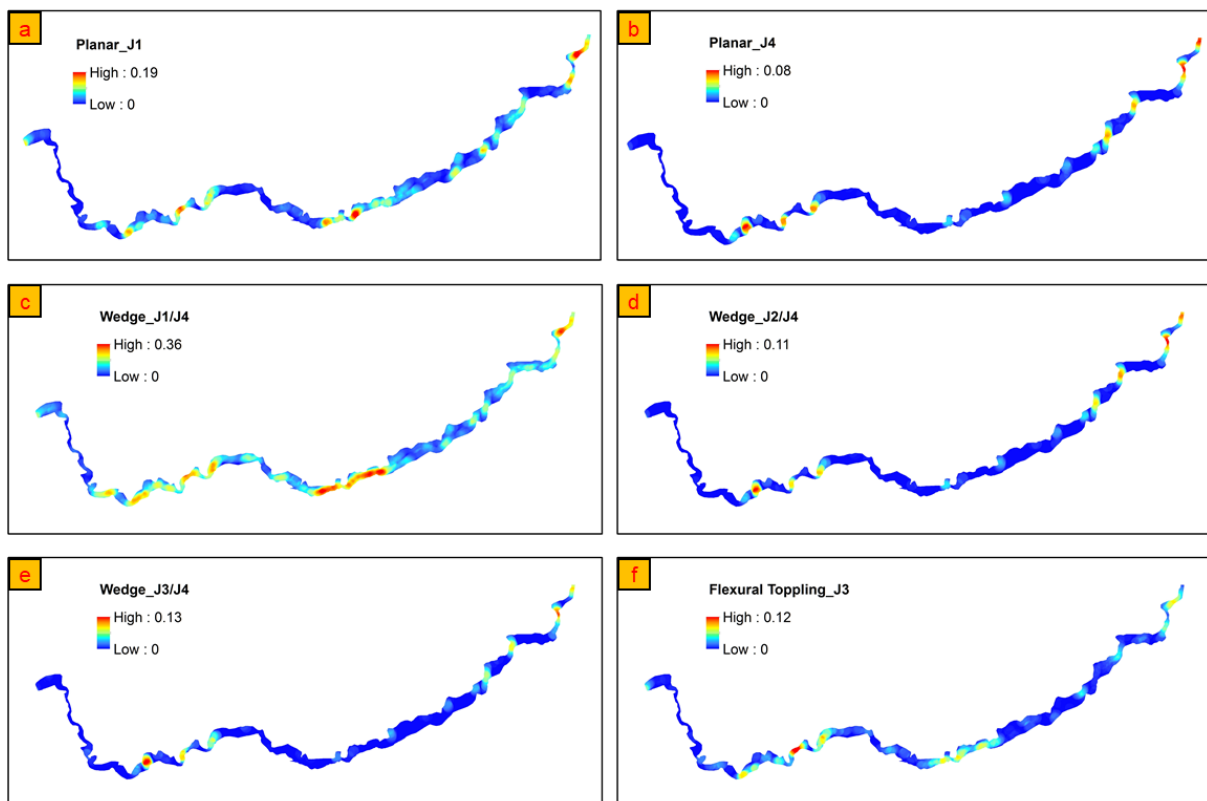 a
Planar_J1
High : 0.19
Low : 0
b
Planar_J4
High : 0.08
Low : 0
c
Wedge_J1/J4
High : 0.36
Low : 0
d
Wedge_J2/J4
High : 0.11
Low : 0
e
Wedge_J3/J4
High : 0.13
Low : 0
f
Flexural Toppling_J3
High : 0.12
Low : 0